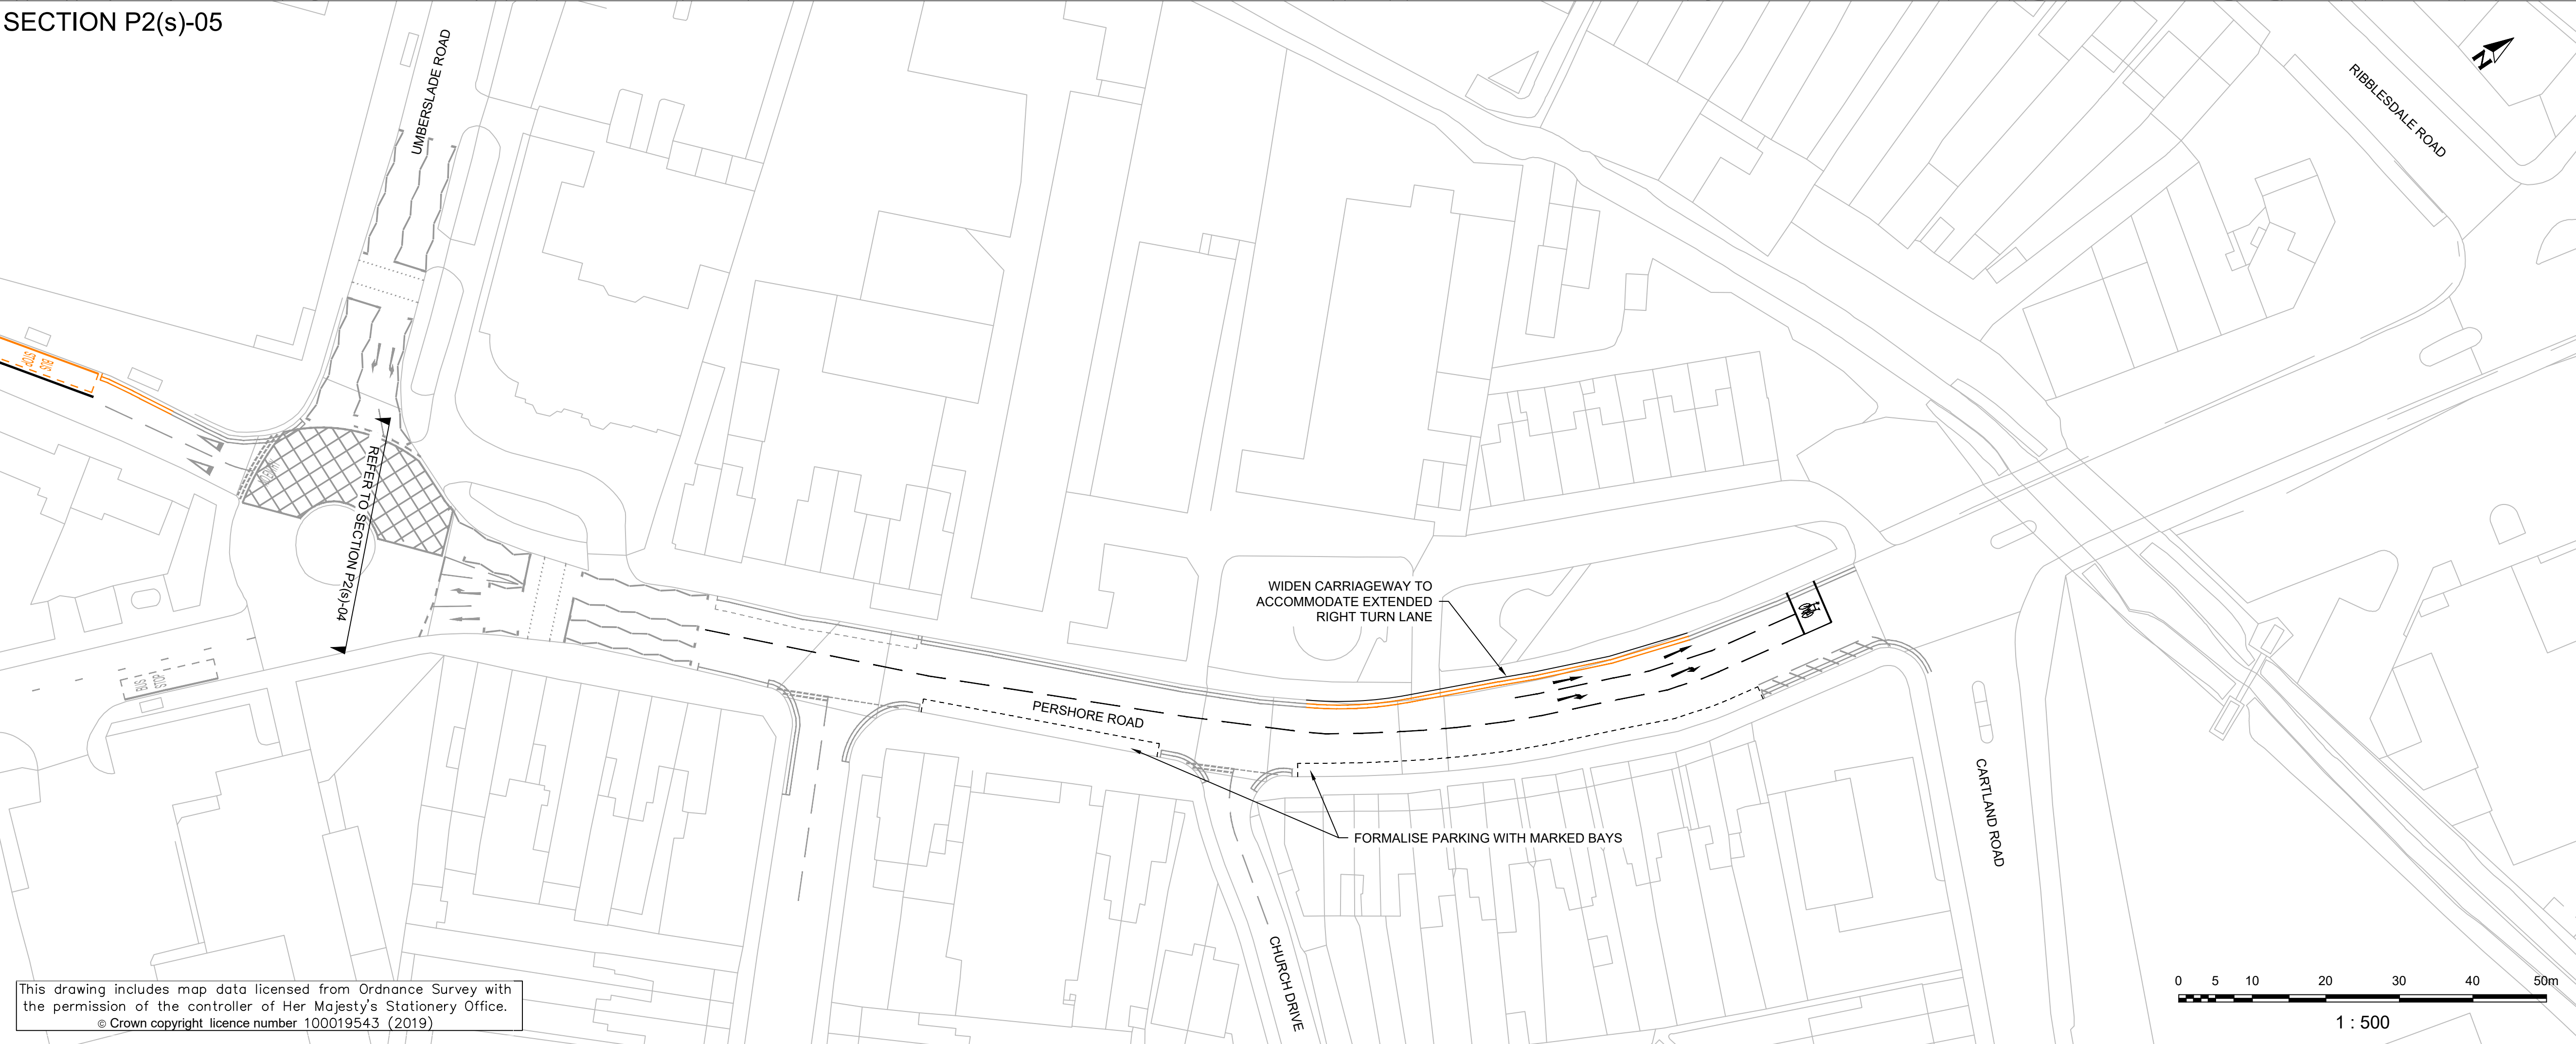 SECTION P2(s)-05
UMBERSLADE ROAD
RIBBLESDALE ROAD
N
BUS
STOP
REFER TO SECTION P2(s)-04
WIDEN CARRIAGEWAY TO
ACCOMMODATE EXTENDED
RIGHT TURN LANE
BUS
STOP
PERSHORE ROAD
FORMALISE PARKING WITH MARKED BAYS
CARTLAND ROAD
CHURCH DRIVE
This drawing includes map data licensed from Ordnance Survey with
the permission of the controller of Her Majesty's Stationery Office.
© Crown copyright licence number 100019543 (2019)
0 5 10 20 30 40 50m
1 : 500